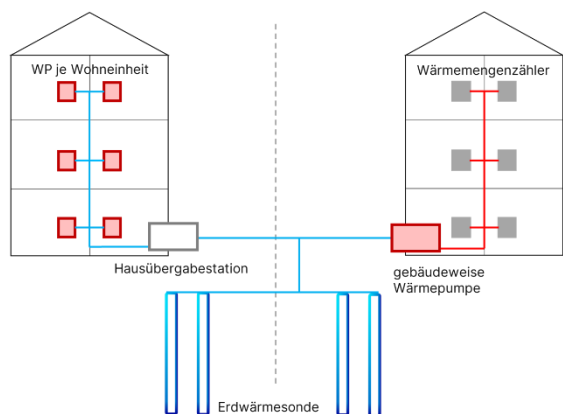 WP je Wohneinheit
Wärmemengenzähler
Hausübergabestation
gebäudeweise
Wärmepumpe
Erdwärmesonde